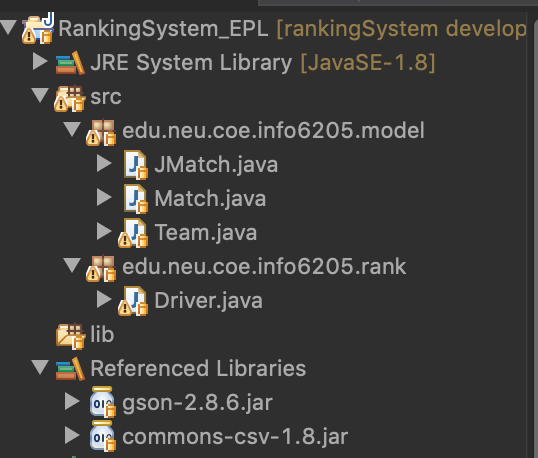 RankingSystem_EPL [rankingSystem develop
JRE System Library [JavaSE-1.8]
src
edu.neu.coe.info6205.model
JMatch.java
Match.java
Team.java
edu.neu.coe.info6205.rank
Driver.java
lib
Referenced Libraries
gson-2.8.6.jar
commons-csv-1.8.jar